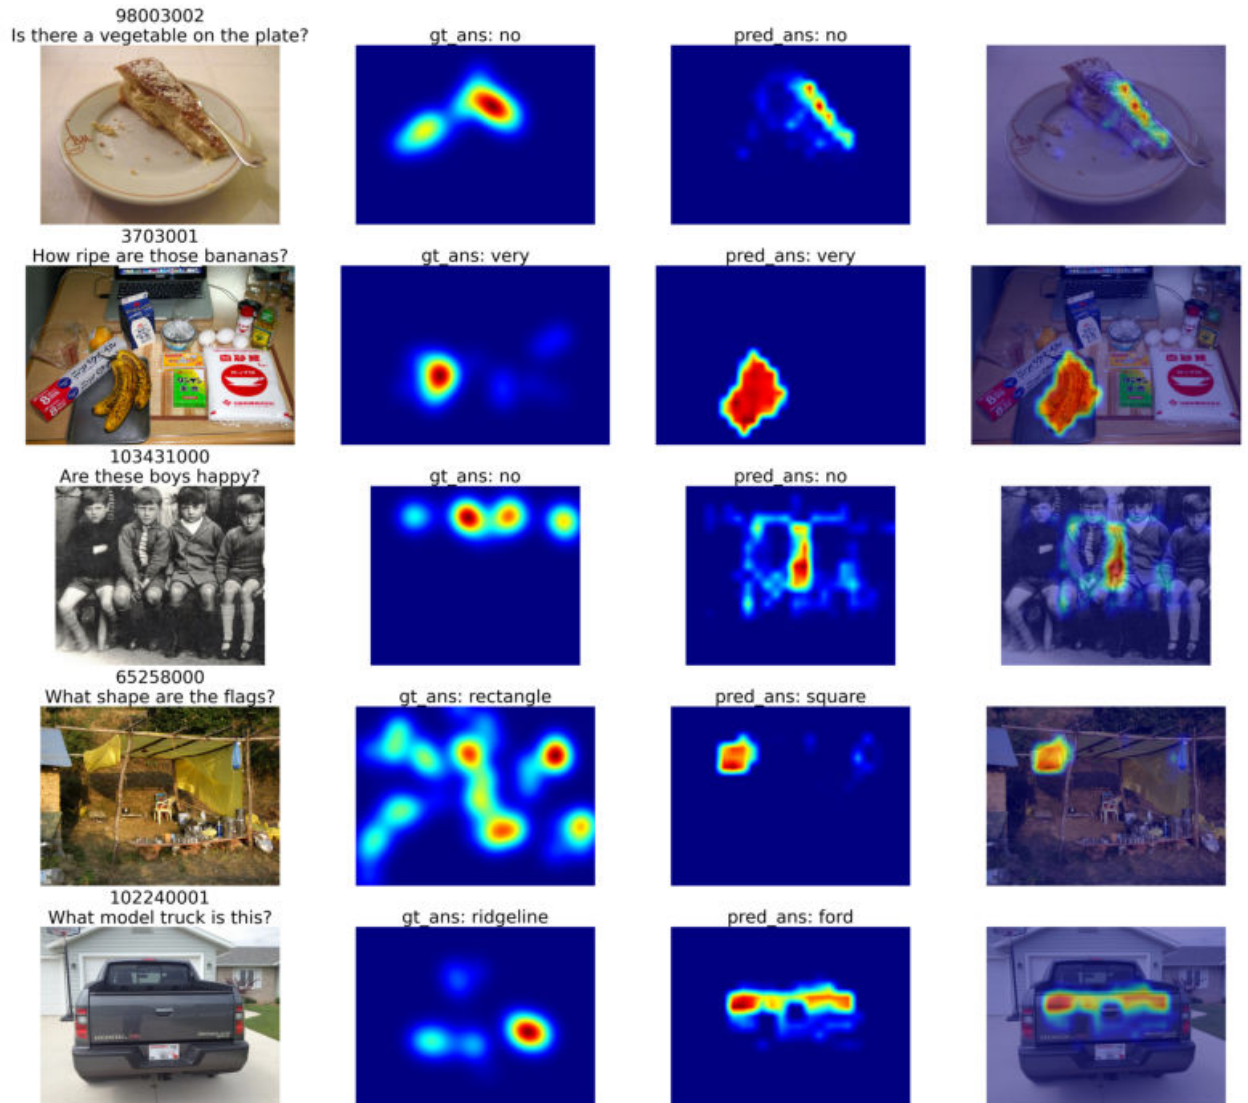 98003002
Is there a vegetable on the plate?
gt_ans: no
pred_ans: no
3703001
How ripe are those bananas?
gt_ans: very
pred_ans: very
103431000
Are these boys happy?
gt_ans: no
pred_ans: no
65258000
What shape are the flags?
gt_ans: rectangle
pred_ans: square
102240001
What model truck is this?
gt_ans: ridgeline
pred_ans: ford